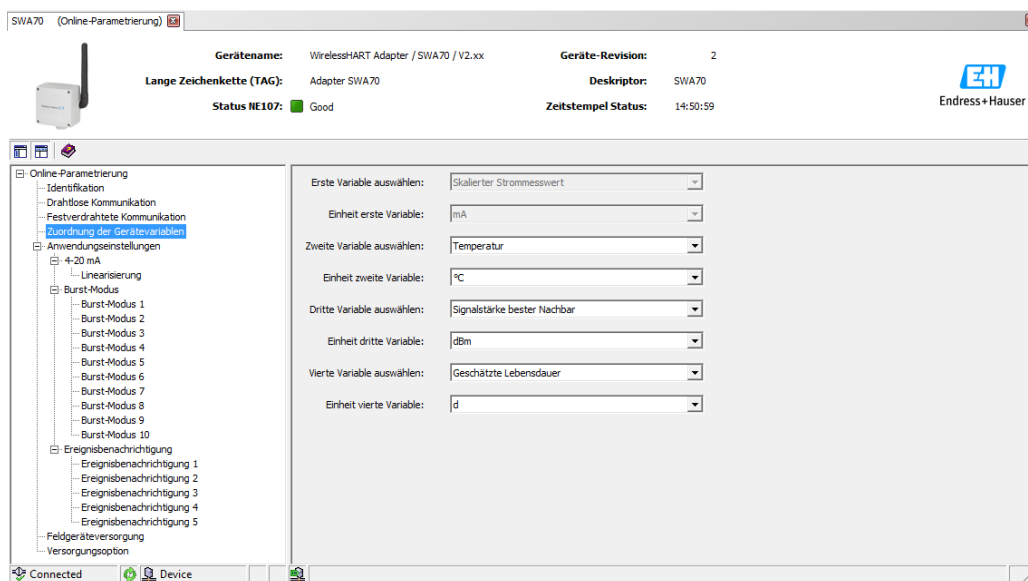 SWA70 (Online-Parametrierung)
Gerätename: WirelessHART Adapter / SWA70 / V2.xx Geräte-Revision: 2
Lange Zeichenkette (TAG): Adapter SWA70 Deskriptor: SWA70
Status NE107: Good Zeitstempel Status: 14:50:59
EH
Endress+Hauser
Online-Parametrierung
Identifikation
Drahtlose Kommunikation
Festverdrahtete Kommunikation
Zuordnung der Gerätevariablen
Anwendungseinstellungen
4-20 mA
Linearisierung
Burst-Modus
Burst-Modus 1
Burst-Modus 2
Burst-Modus 3
Burst-Modus 4
Burst-Modus 5
Burst-Modus 6
Burst-Modus 7
Burst-Modus 8
Burst-Modus 9
Burst-Modus 10
Ereignisbenachrichtigung
Ereignisbenachrichtigung 1
Ereignisbenachrichtigung 2
Ereignisbenachrichtigung 3
Ereignisbenachrichtigung 4
Ereignisbenachrichtigung 5
Feldgeräteversorgung
Versorgungsoption
Erste Variable auswählen: Skalierter Strommesswert
Einheit erste Variable: mA
Zweite Variable auswählen: Temperatur
Einheit zweite Variable: °C
Dritte Variable auswählen: Signalstärke bester Nachbar
Einheit dritte Variable: dBm
Vierte Variable auswählen: Geschätzte Lebensdauer
Einheit vierte Variable: d
Connected Device